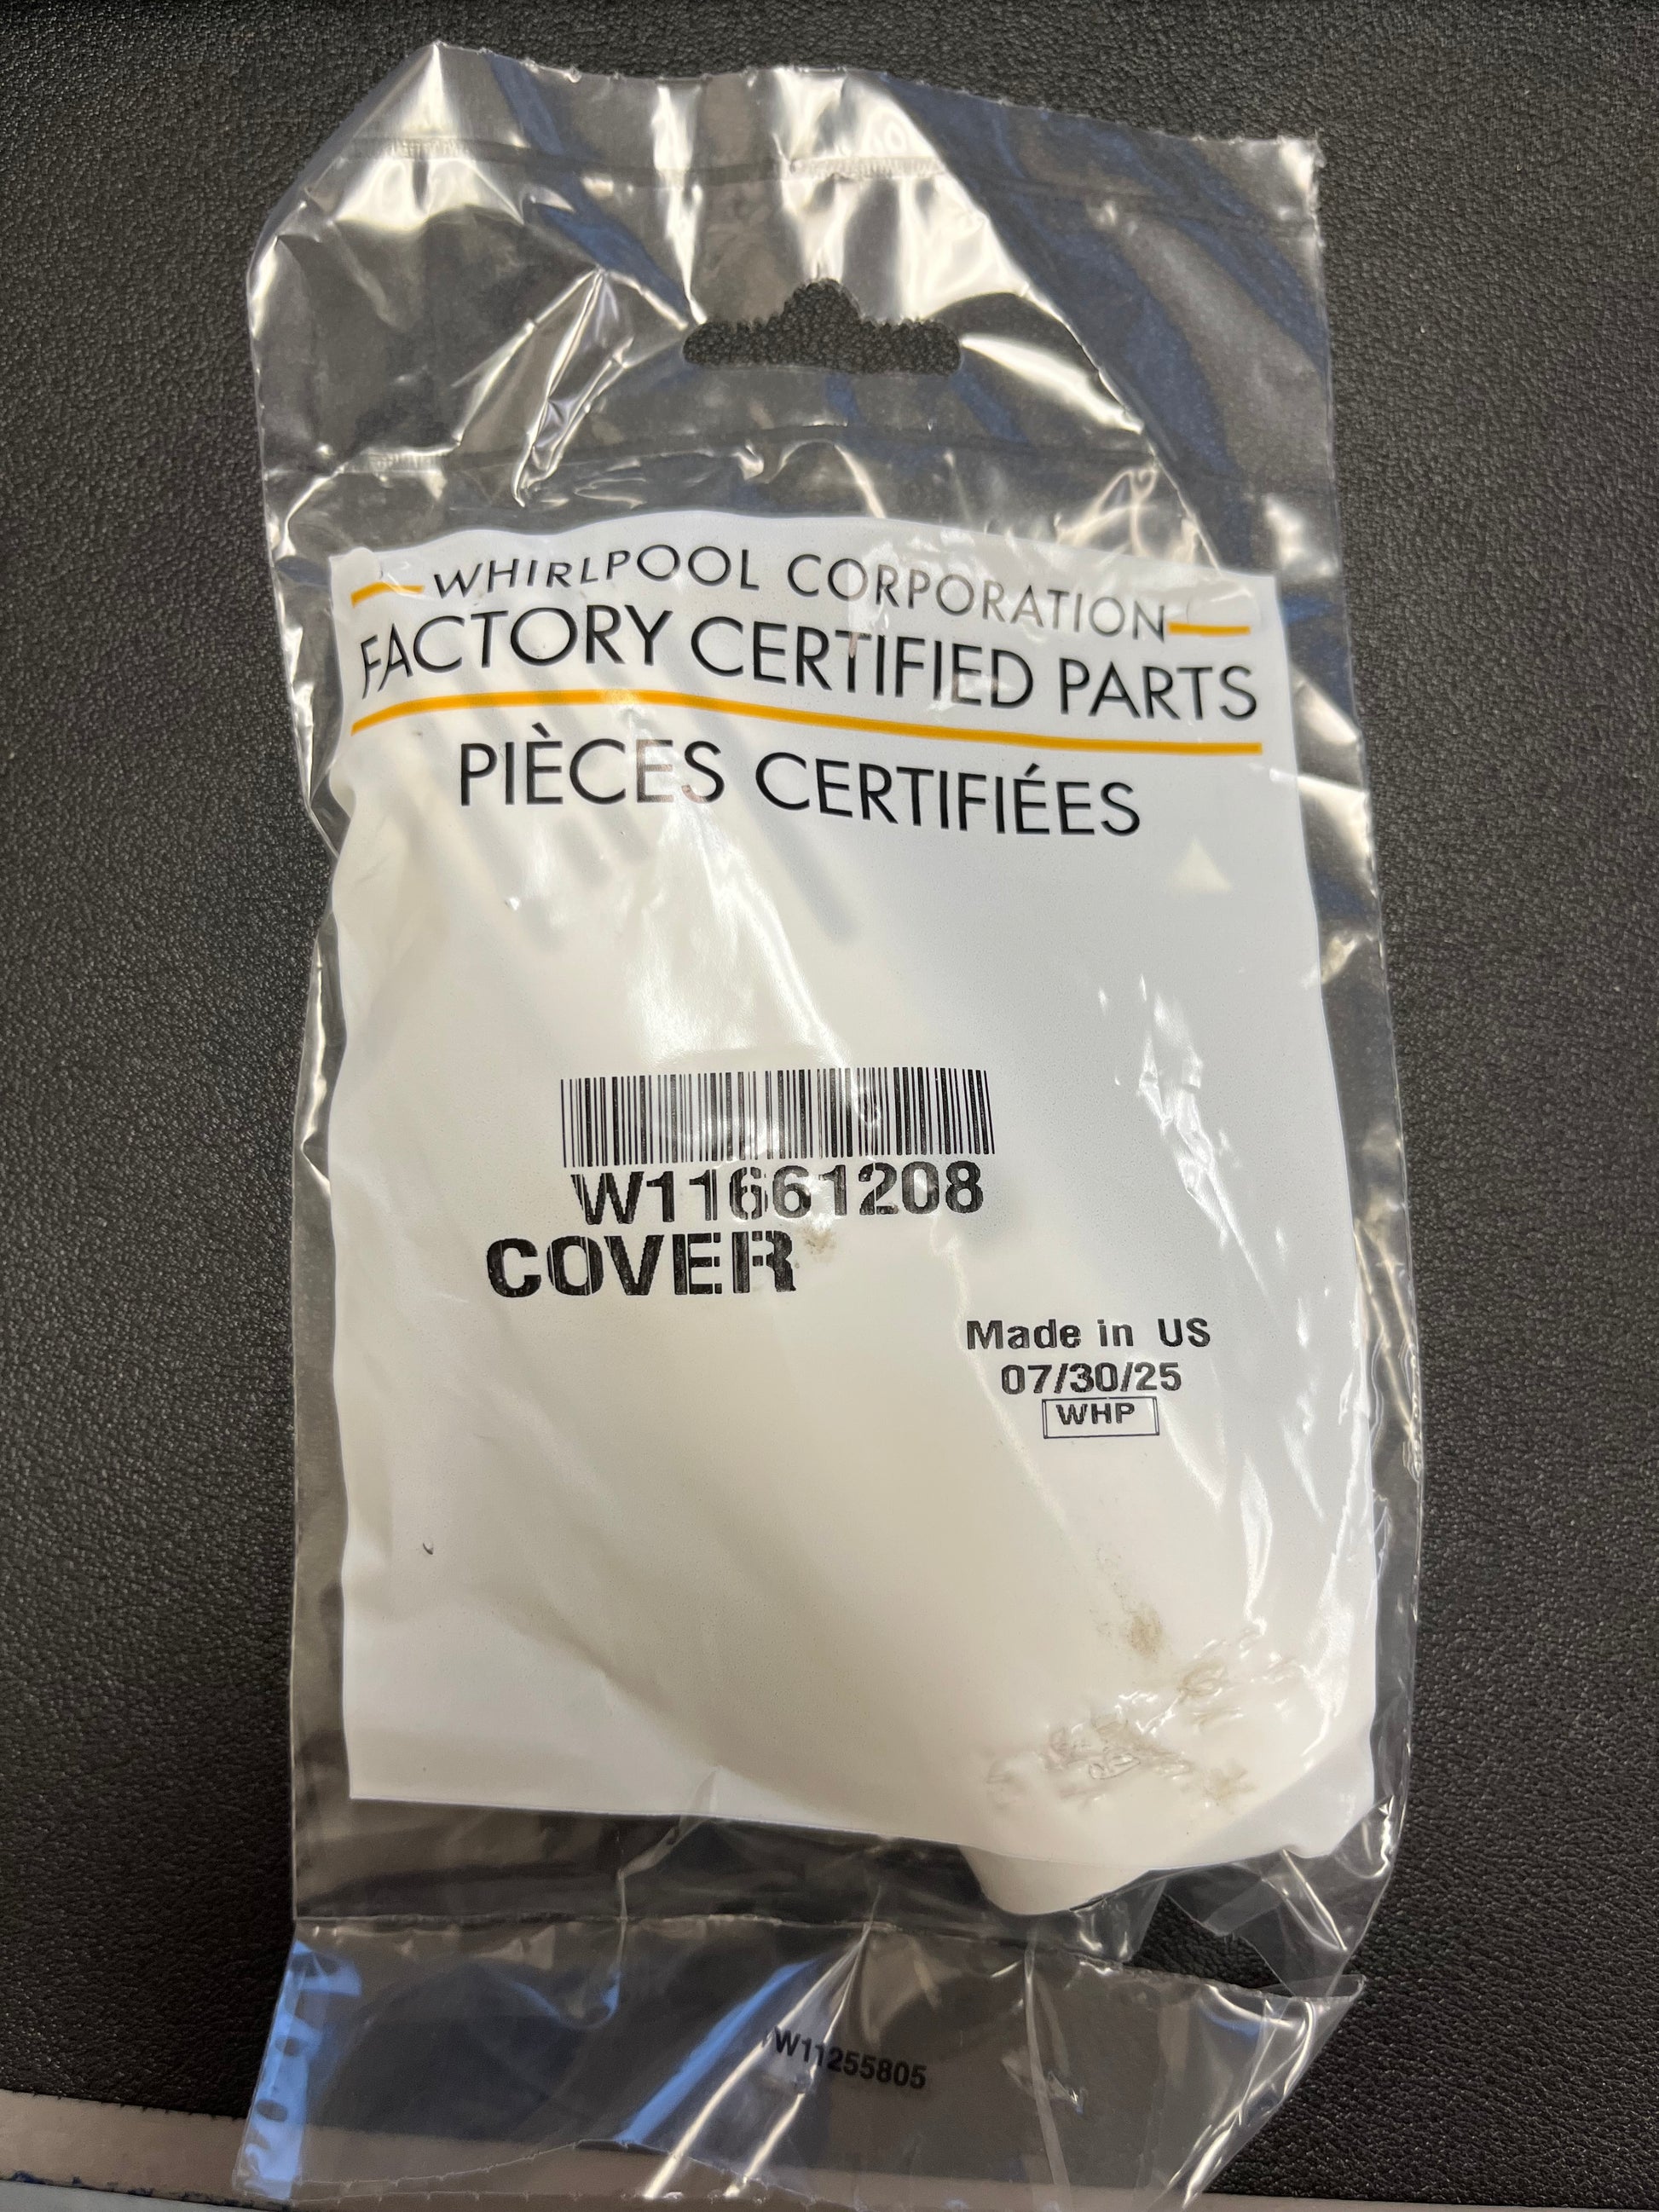 WHIRLPOOL CORPORATION
FACTORY CERTIFIED PARTS
PIÈCES CERTIFIÉES
W11661208
COVER
Made in US
07/30/25
WHP
W11255805